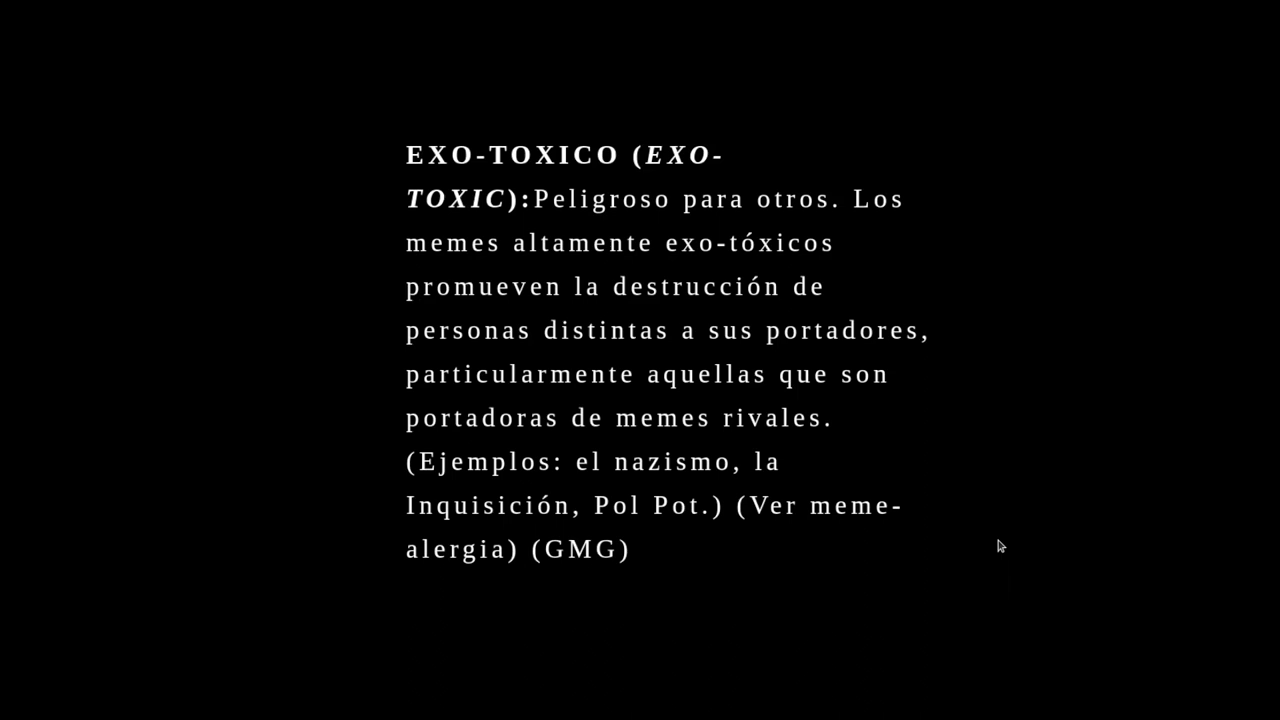 EXO-TOXICO (EXO-
TOXIC):Peligroso para otros. Los
memes altamente exo-tóxicos
promueven la destrucción de
personas distintas a sus portadores,
particularmente aquellas que son
portadoras de memes rivales.
(Ejemplos: el nazismo, la
Inquisición, Pol Pot.) (Ver meme-
alergia) (GMG)